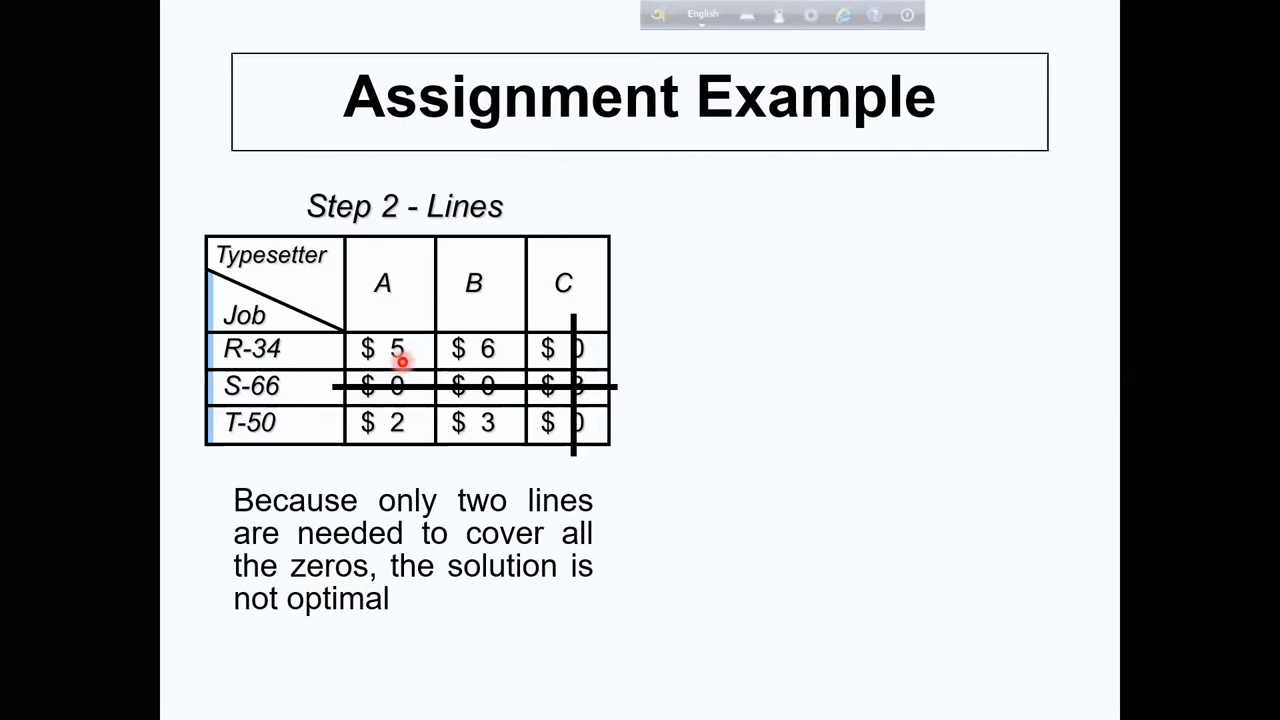 English
Assignment Example
Step 2 - Lines
Typesetter
Job
A B C
R-34 $ 5 $ 6 $ 0
S-66 $ 0 $ 0 $ 3
T-50 $ 2 $ 3 $ 0
Because only two lines
are needed to cover all
the zeros, the solution is
not optimal